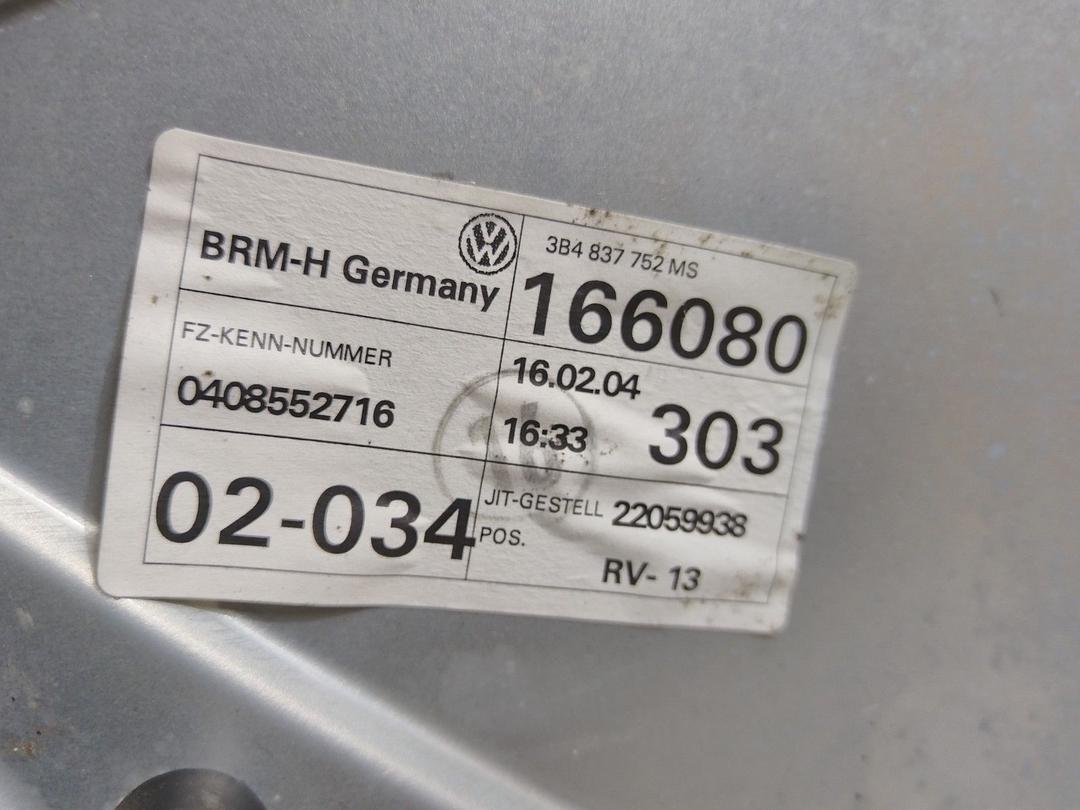 BRM-H Germany
3B4 837 752 MS
166080
FZ-KENN-NUMMER
0408552716
16.02.04
16:33
303
02-034
JIT-GESTELL 22059938
POS.
RV- 13